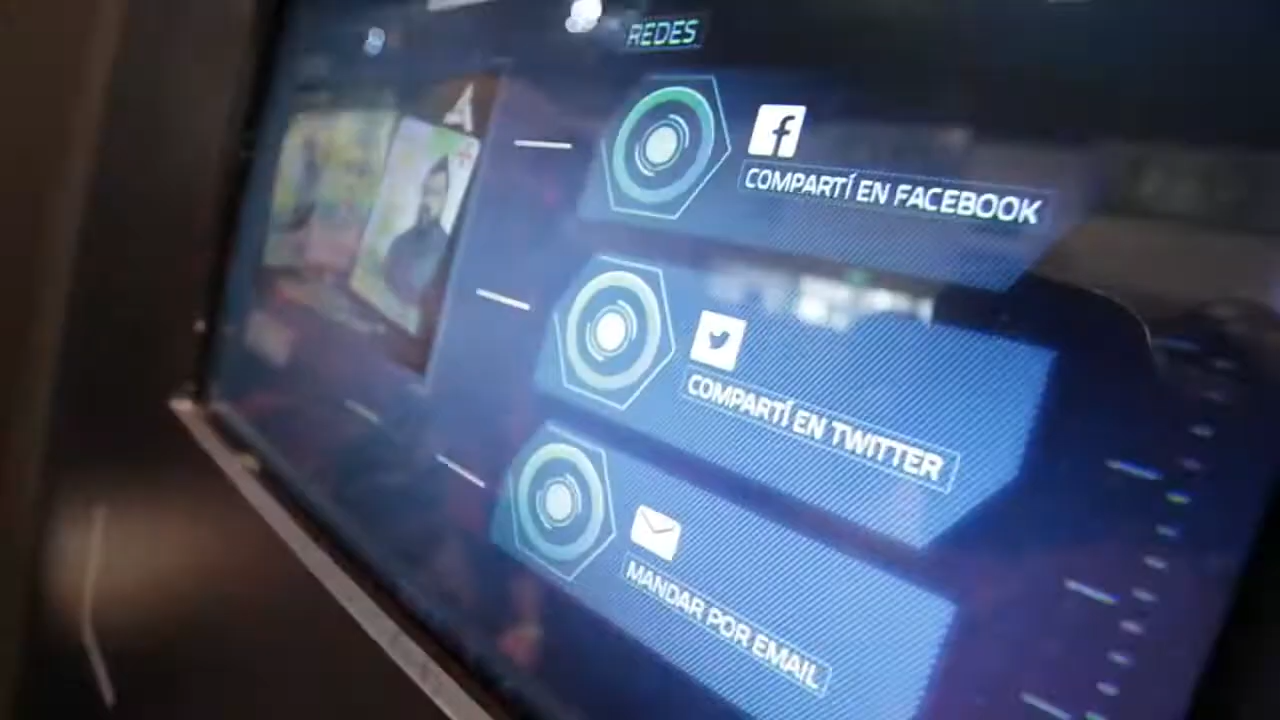 REDES
COMPARTÍ EN FACEBOOK
COMPARTÍ EN TWITTER
MANDAR POR EMAIL